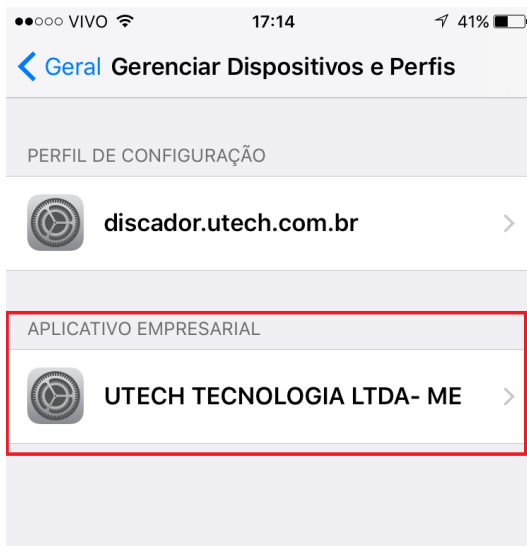 VIVO 17:14 41%
Geral Gerenciar Dispositivos e Perfis
PERFIL DE CONFIGURAÇÃO
discador.utech.com.br
APLICATIVO EMPRESARIAL
UTECH TECNOLOGIA LTDA- ME